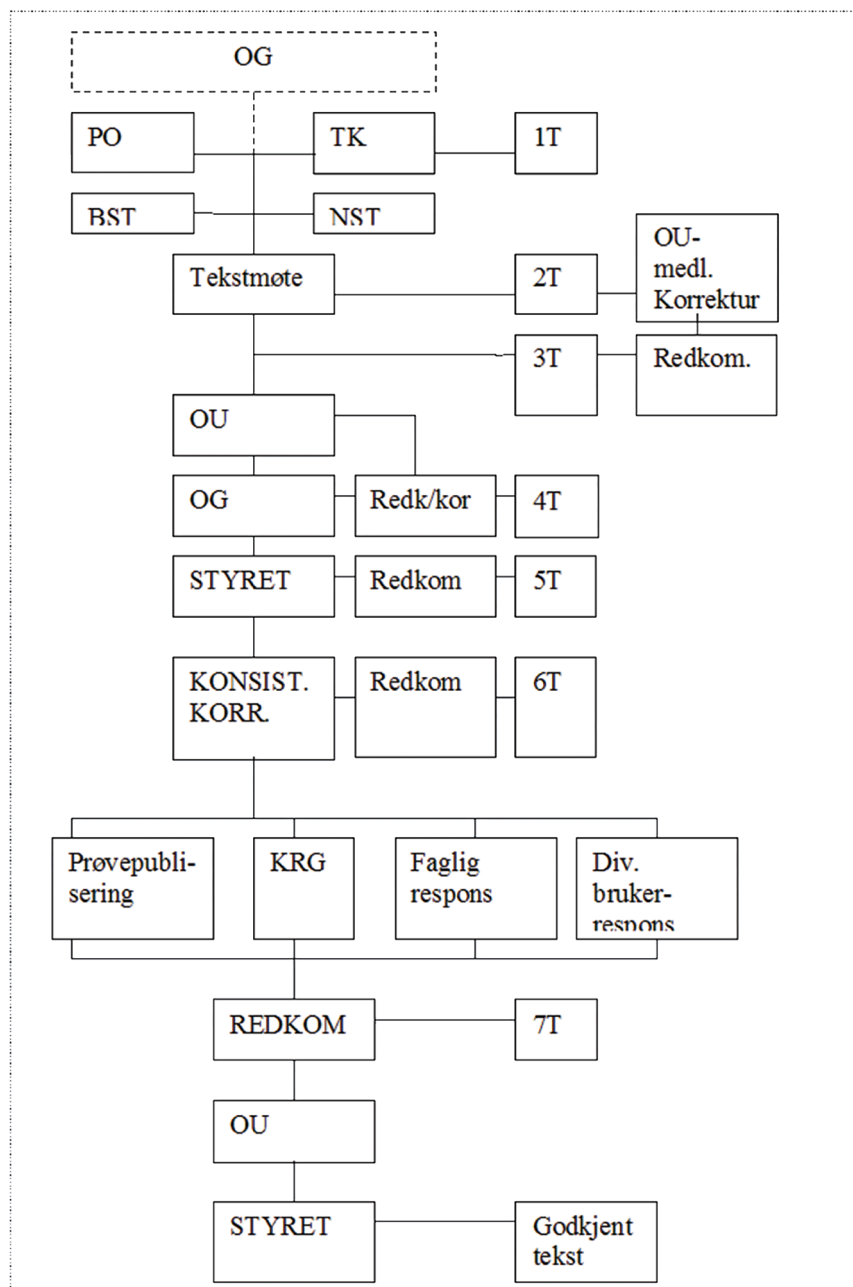 OG
PO
TK
1T
BST
NST
OU-
medl.
Korrektur
Tekstmøte
2T
3T
Redkom.
OU
OG
Redk/kor
4T
STYRET
Redkom
5T
KONSIST.
KORR.
Redkom
6T
Prøvepubli-
sering
KRG
Faglig
respons
Div.
bruker-
respons
REDKOM
7T
OU
STYRET
Godkjent
tekst